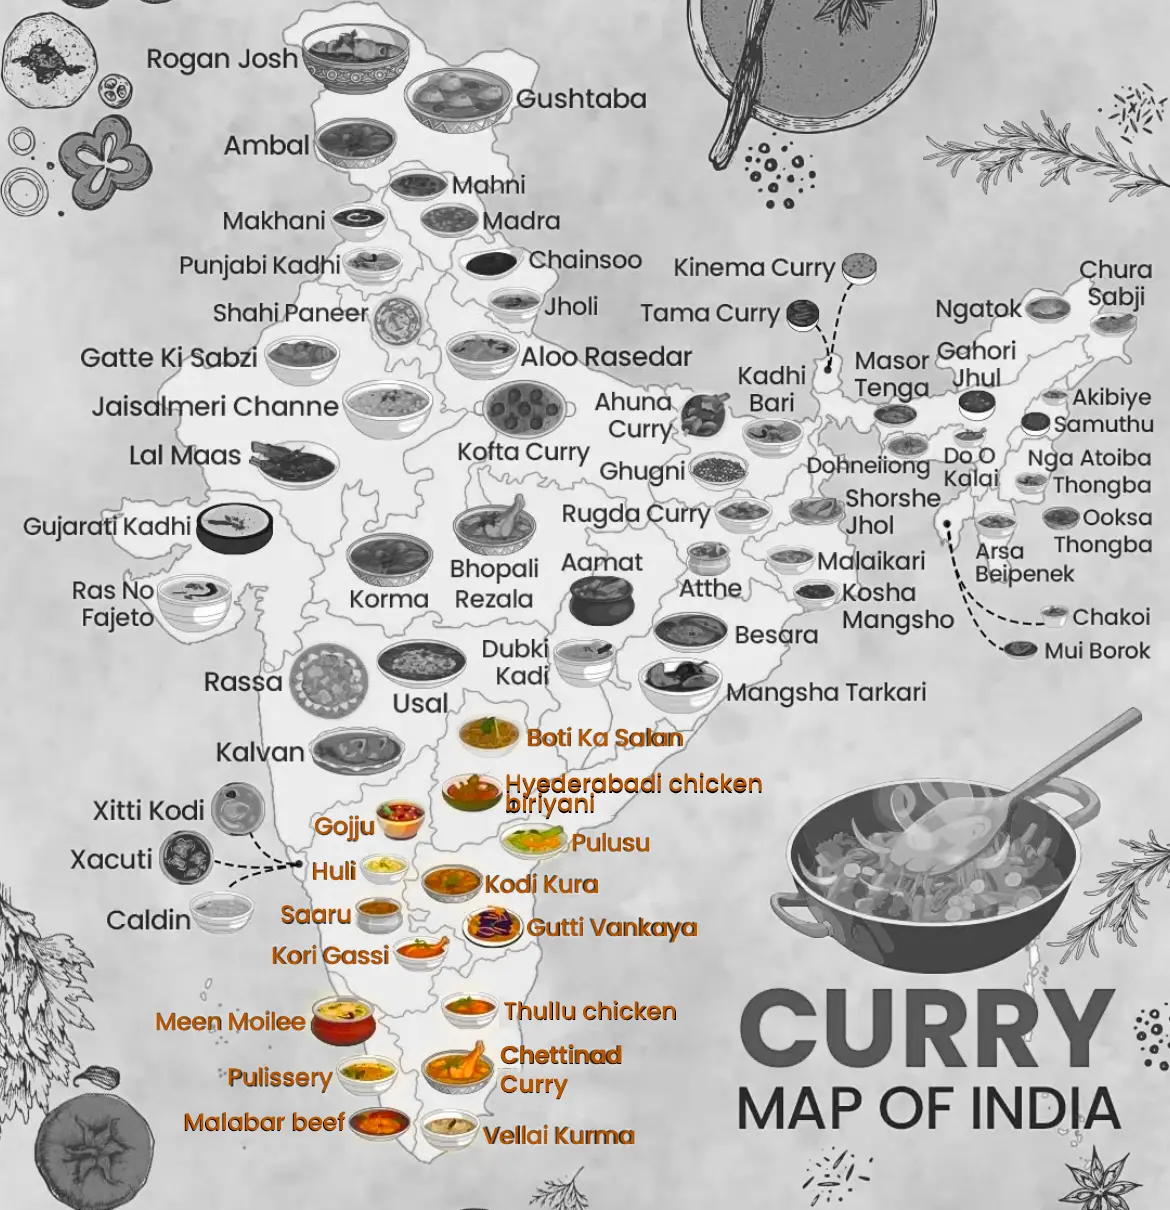 Rogan Josh
Gushtaba
Ambal
Mahni
Makhani
Madra
Punjabi Kadhi
Chainsoo
Kinema Curry
Chura
Sabji
Shahi Paneer
Jholi
Tama Curry
Ngatok
Gatte Ki Sabzi
Aloo Rasedar
Kadhi
Bari
Masor
Tenga
Gahori
Jhul
Jaisalmeri Channe
Ahuna
Curry
Akibiye
Samuthu
Lal Maas
Kofta Curry
Ghugni
Dohneiiong
Do O
Kalai
Nga Atoiba
Thongba
Gujarati Kadhi
Rugda Curry
Shorshe
Jhol
Ooksa
Thongba
Ras No
Fajeto
Korma
Bhopali
Rezala
Aamat
Atthe
Malaikari
Arsa
Beipenek
Kosha
Mangsho
Chakoi
Mui Borok
Rassa
Usal
Dubki
Kadi
Besara
Mangsha Tarkari
Kalvan
Boti Ka Salan
Hyederabadi chicken
biriyani
Xitti Kodi
Gojju
Pulusu
Xacuti
Huli
Kodi Kura
Caldin
Saaru
Gutti Vankaya
Kori Gassi
Meen Moilee
Thullu chicken
Pulissery
Chettinad
Curry
Malabar beef
Vellai Kurma
CURRY
MAP OF INDIA